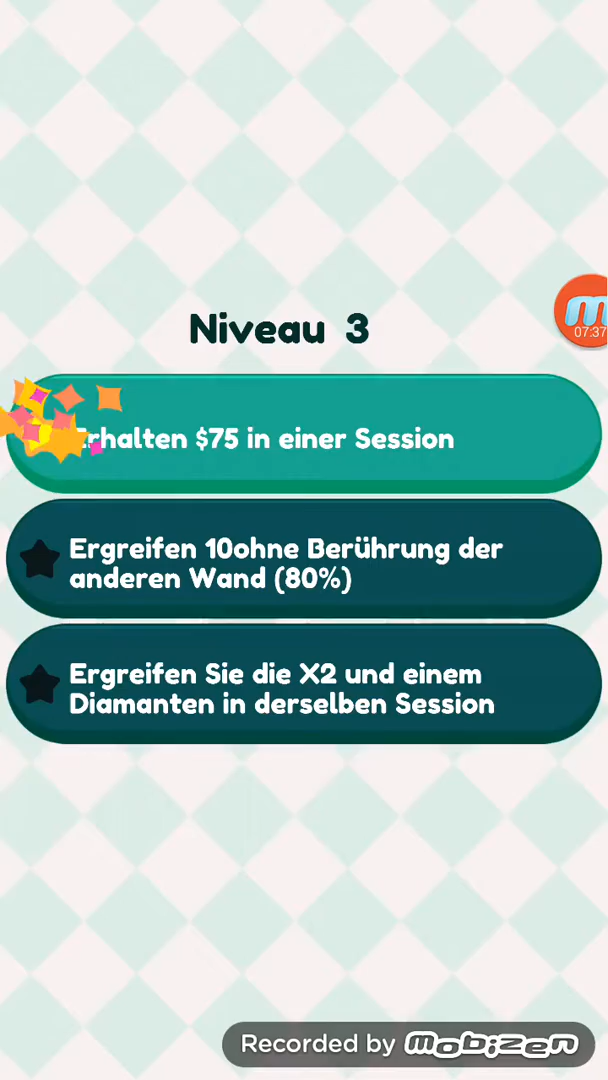 Niveau 3
07:37
Erhalten $75 in einer Session
Ergreifen 10ohne Berührung der
anderen Wand (80%)
Ergreifen Sie die X2 und einem
Diamanten in derselben Session
Recorded by mobizen